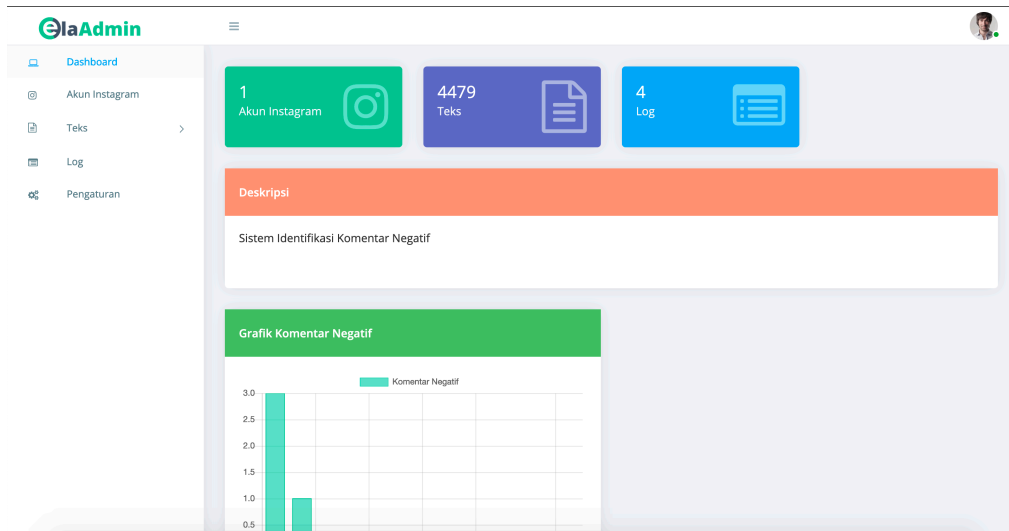 elaAdmin
Dashboard
Akun Instagram
Teks
Log
Pengaturan
1
Akun Instagram
4479
Teks
4
Log
Deskripsi
Sistem Identifikasi Komentar Negatif
Grafik Komentar Negatif
Komentar Negatif
3.0
2.5
2.0
1.5
1.0
0.5